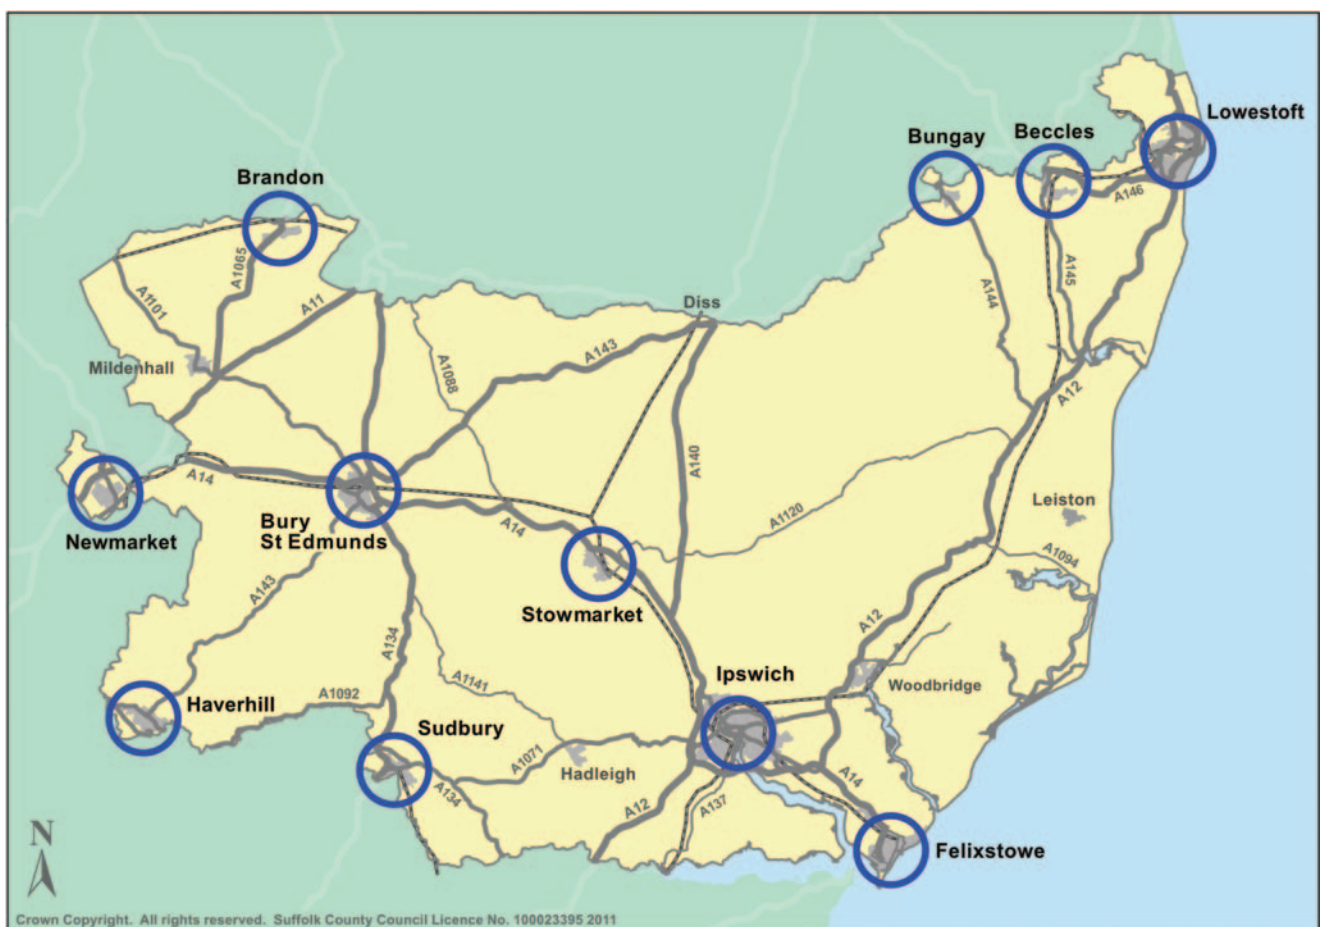 Lowestoft
Beccles
Bungay
Brandon
A146
A1065
A145
A144
A1101
A11
Diss
A143
Mildenhall
A1088
A12
A140
A14
Leiston
Bury
St Edmunds
Newmarket
A14
A1120
A1094
A143
Stowmarket
A12
A134
Ipswich
A1141
Woodbridge
A1092
Haverhill
Sudbury
A1071
Hadleigh
A14
A134
A12
A137
N
Felixstowe
Crown Copyright. All rights reserved. Suffolk County Council Licence No. 100023395 2011